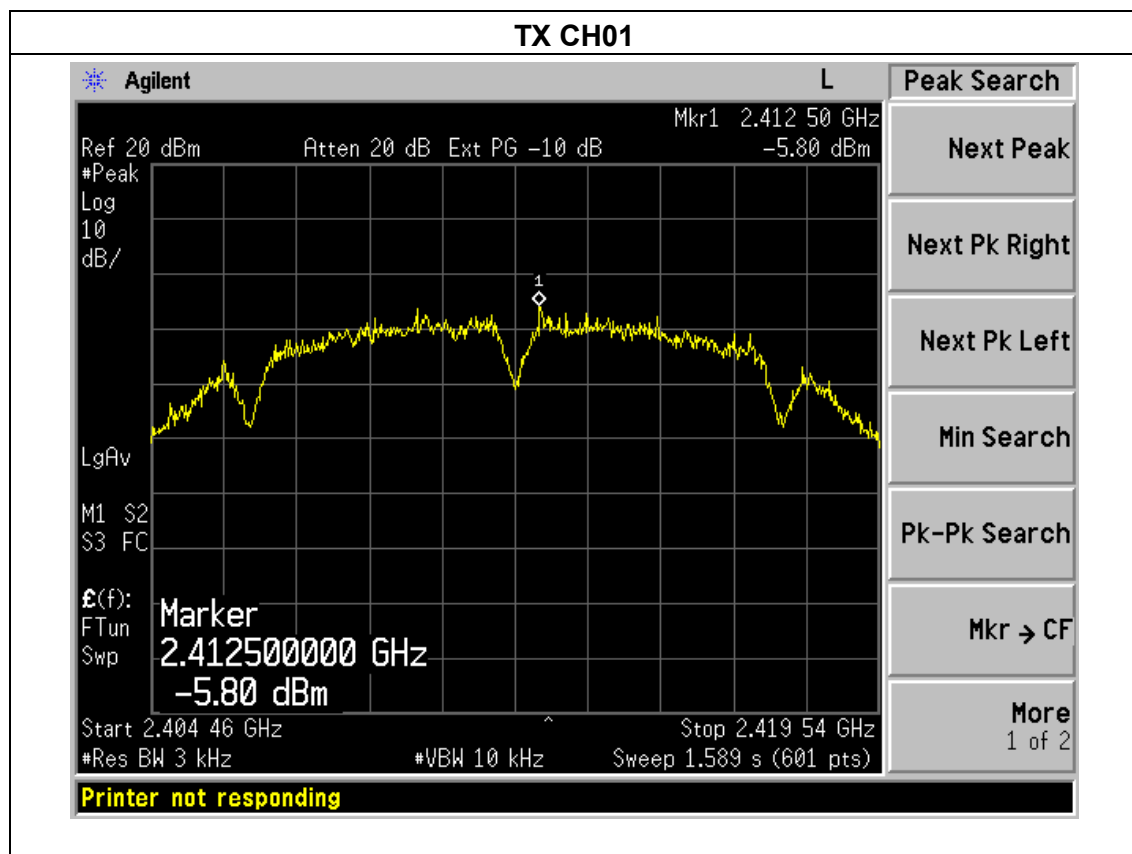 TX CH01
Agilent L Peak Search
Mkr1 2.412 50 GHz
Ref 20 dBm Atten 20 dB Ext PG -10 dB -5.80 dBm
#Peak
Log
10
dB/
1
LgAv
M1 S2
S3 FC
£(f):
FTun
Swp
Marker
2.412500000 GHz
-5.80 dBm
Start 2.404 46 GHz ^ Stop 2.419 54 GHz
#Res BW 3 kHz #VBW 10 kHz Sweep 1.589 s (601 pts)
Printer not responding
Next Peak
Next Pk Right
Next Pk Left
Min Search
Pk-Pk Search
Mkr → CF
More
1 of 2